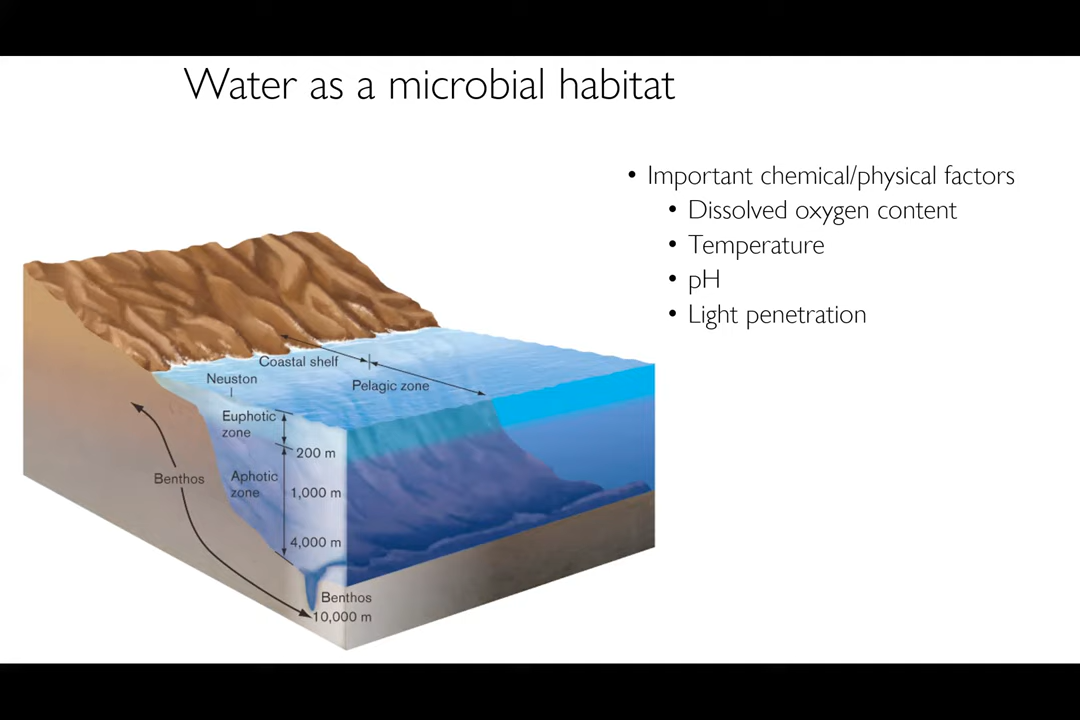 Water as a microbial habitat
• Important chemical/physical factors
• Dissolved oxygen content
• Temperature
• pH
• Light penetration
Coastal shelf
Pelagic zone
Neuston
Euphotic
zone
200 m
Benthos
Aphotic
zone
1,000 m
4,000 m
Benthos
10,000 m